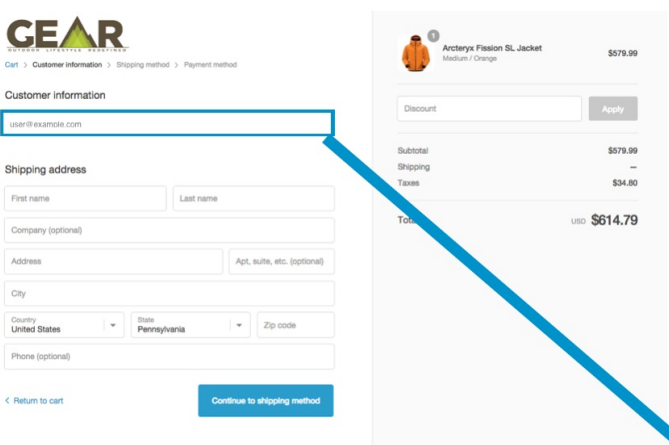 GEAR
OUTDOOR LIFESTYLE REDEFINED
Cart > Customer information > Shipping method > Payment method
Customer information
user@example.com
Shipping address
First name
Last name
Company (optional)
Address
Apt, suite, etc. (optional)
City
Country
United States
State
Pennsylvania
Zip code
Phone (optional)
< Return to cart
Continue to shipping method
1
Arcteryx Fission SL Jacket
$579.99
Medium / Orange
Discount
Apply
Subtotal
$579.99
Shipping
—
Taxes
$34.80
USD $614.79